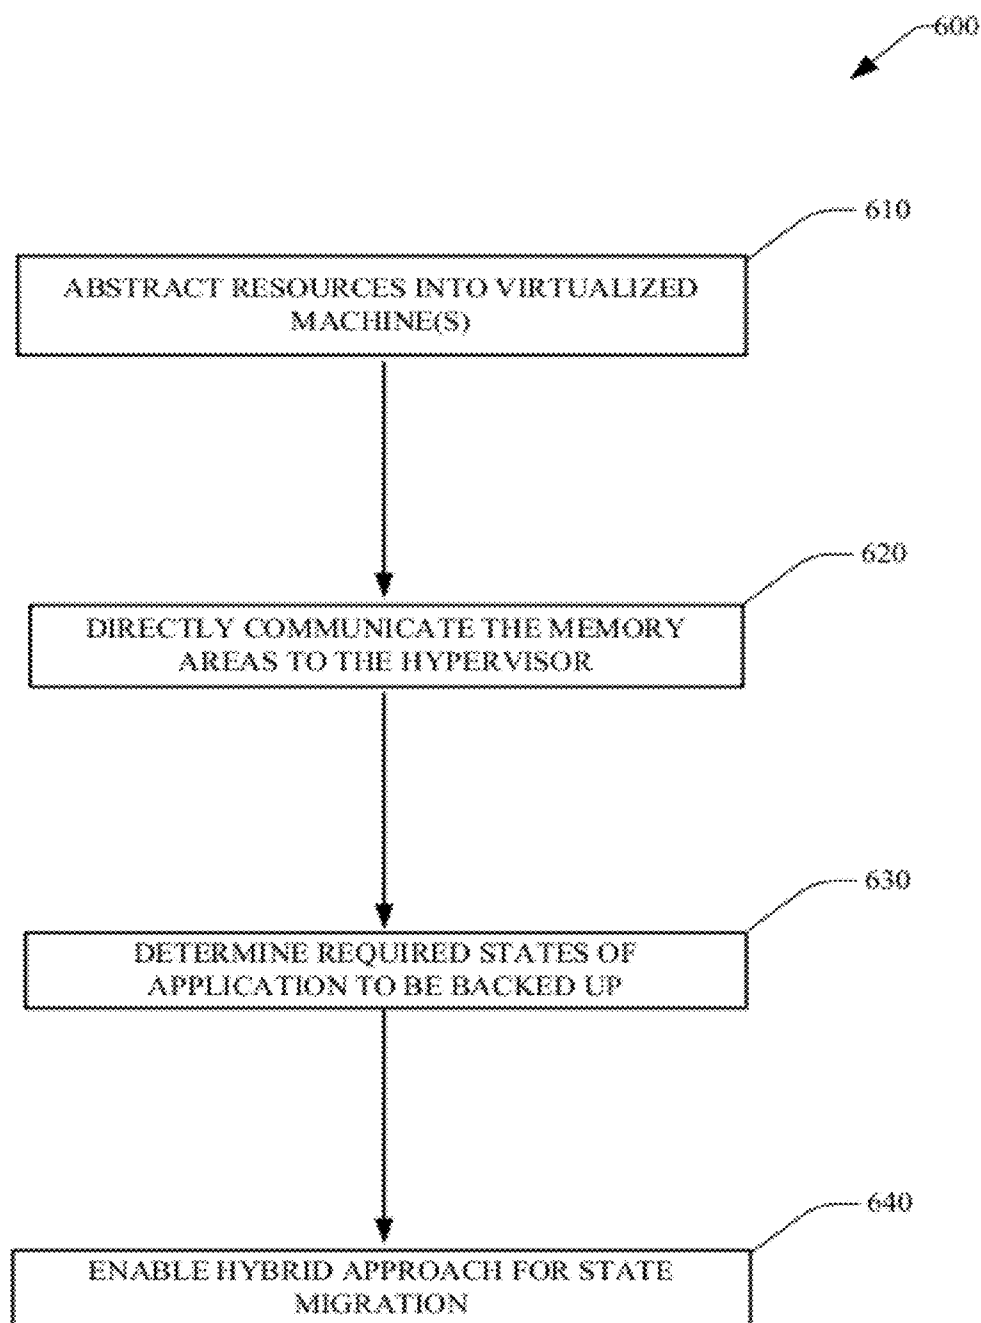 600
610
ABSTRACT RESOURCES INTO VIRTUALIZED
MACHINE(S)
620
DIRECTLY COMMUNICATE THE MEMORY
AREAS TO THE HYPERVISOR
630
DETERMINE REQUIRED STATES OF
APPLICATION TO BE BACKED UP
640
ENABLE HYBRID APPROACH FOR STATE
MIGRATION